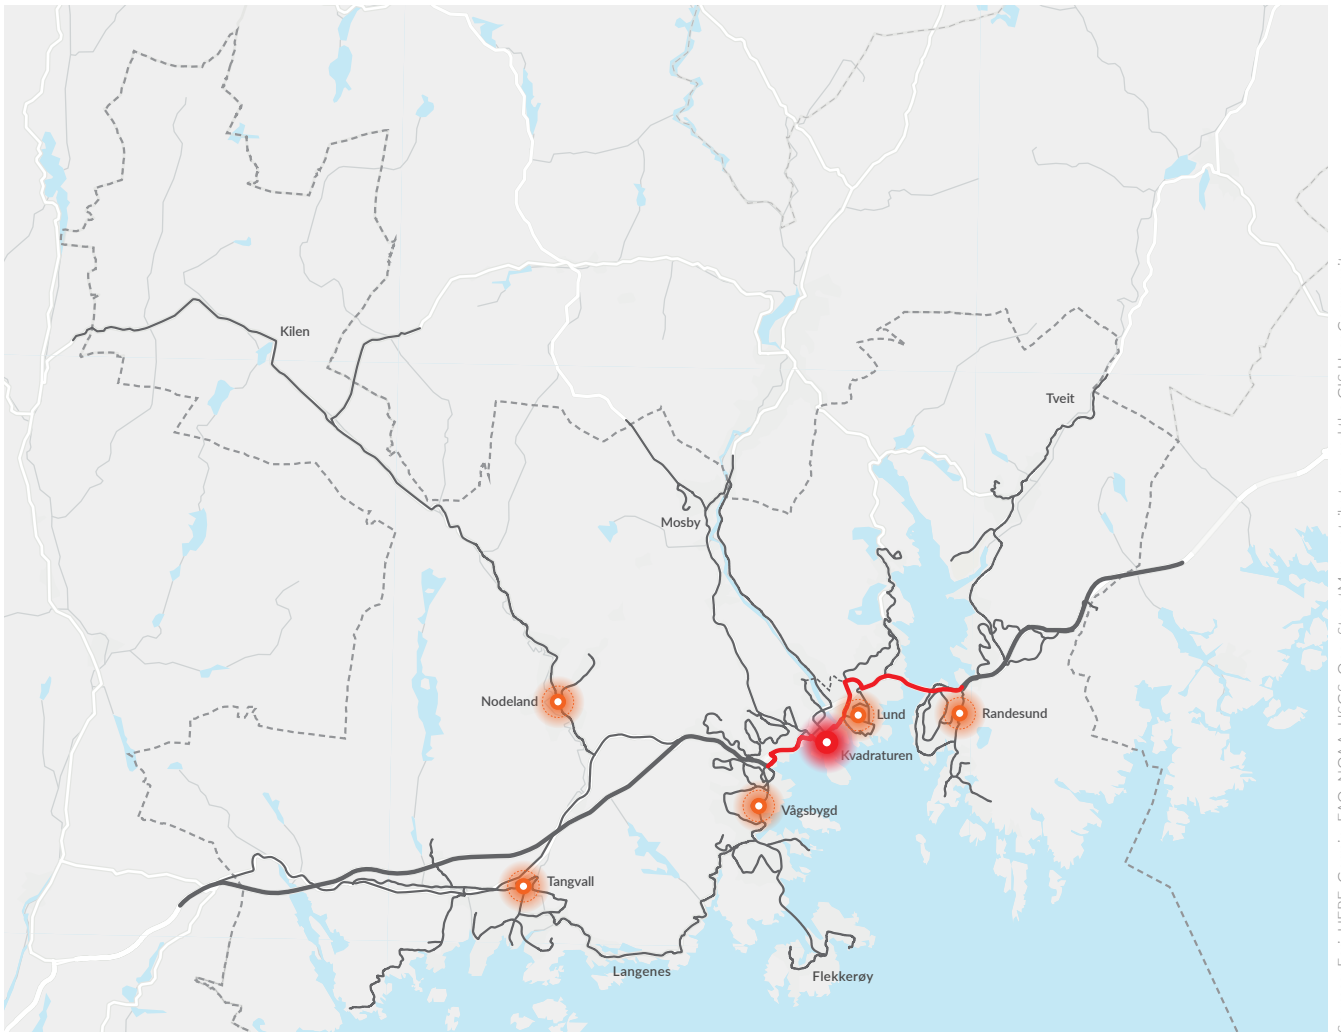 Kilen
Tveit
Mosby
Nodeland
Lund
Randesund
Kvadraturen
Vågsbygd
Tangvall
Langenes
Flekkerøy